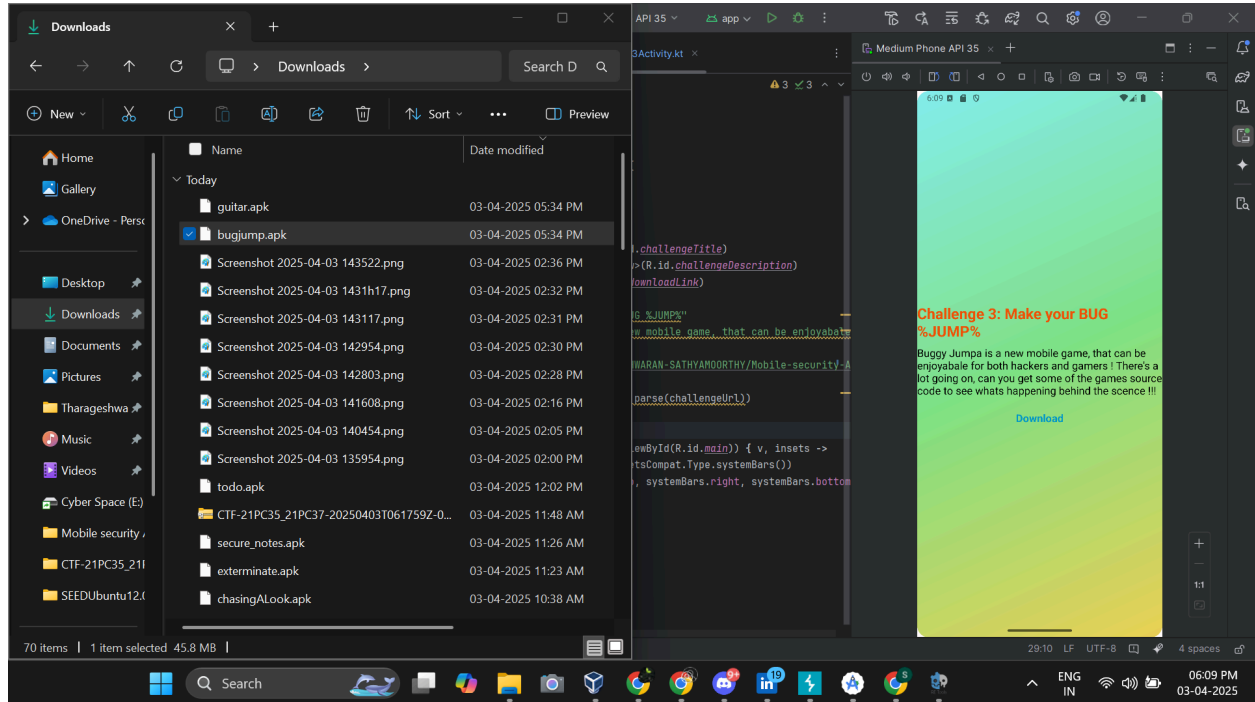 Downloads
Downloads
Search D
New
Sort
Preview
Home
Gallery
OneDrive - Perso
Desktop
Downloads
Documents
Pictures
Tharageshwa
Music
Videos
Cyber Space (E:)
Mobile security
CTF-21PC35_21P
SEEDUbuntu12.0
Name
Date modified
Today
guitar.apk 03-04-2025 05:34 PM
bugjump.apk 03-04-2025 05:34 PM
Screenshot 2025-04-03 143522.png 03-04-2025 02:36 PM
Screenshot 2025-04-03 1431h17.png 03-04-2025 02:32 PM
Screenshot 2025-04-03 143117.png 03-04-2025 02:31 PM
Screenshot 2025-04-03 142954.png 03-04-2025 02:30 PM
Screenshot 2025-04-03 142803.png 03-04-2025 02:28 PM
Screenshot 2025-04-03 141608.png 03-04-2025 02:16 PM
Screenshot 2025-04-03 140454.png 03-04-2025 02:05 PM
Screenshot 2025-04-03 135954.png 03-04-2025 02:00 PM
todo.apk 03-04-2025 12:02 PM
CTF-21PC35_21PC37-20250403T061759Z-0... 03-04-2025 11:48 AM
secure_notes.apk 03-04-2025 11:26 AM
exterminate.apk 03-04-2025 11:23 AM
chasingALook.apk 03-04-2025 10:38 AM
70 items 1 item selected 45.8 MB
API 35
app
3Activity.kt
3 3
.challengeTitle)
>(R.id.challengeDescription)
downloadLink)
UG %JUMP%"
ew mobile game, that can be enjoyabale
HWARAN-SATHYAMOORTHY/Mobile-security-A
.parse(challengeUrl))
ewById(R.id.main)) { v, insets ->
etsCompat.Type.systemBars())
, systemBars.right, systemBars.bottom
Medium Phone API 35
6:09
Challenge 3: Make your BUG
%JUMP%
Buggy Jumpa is a new mobile game, that can be
enjoyabale for both hackers and gamers ! There's a
lot going on, can you get some of the games source
code to see whats happening behind the scence !!!
Download
1:1
29:10 LF UTF-8 4 spaces
Search
9+
19
S
ENG
IN
06:09 PM
03-04-2025